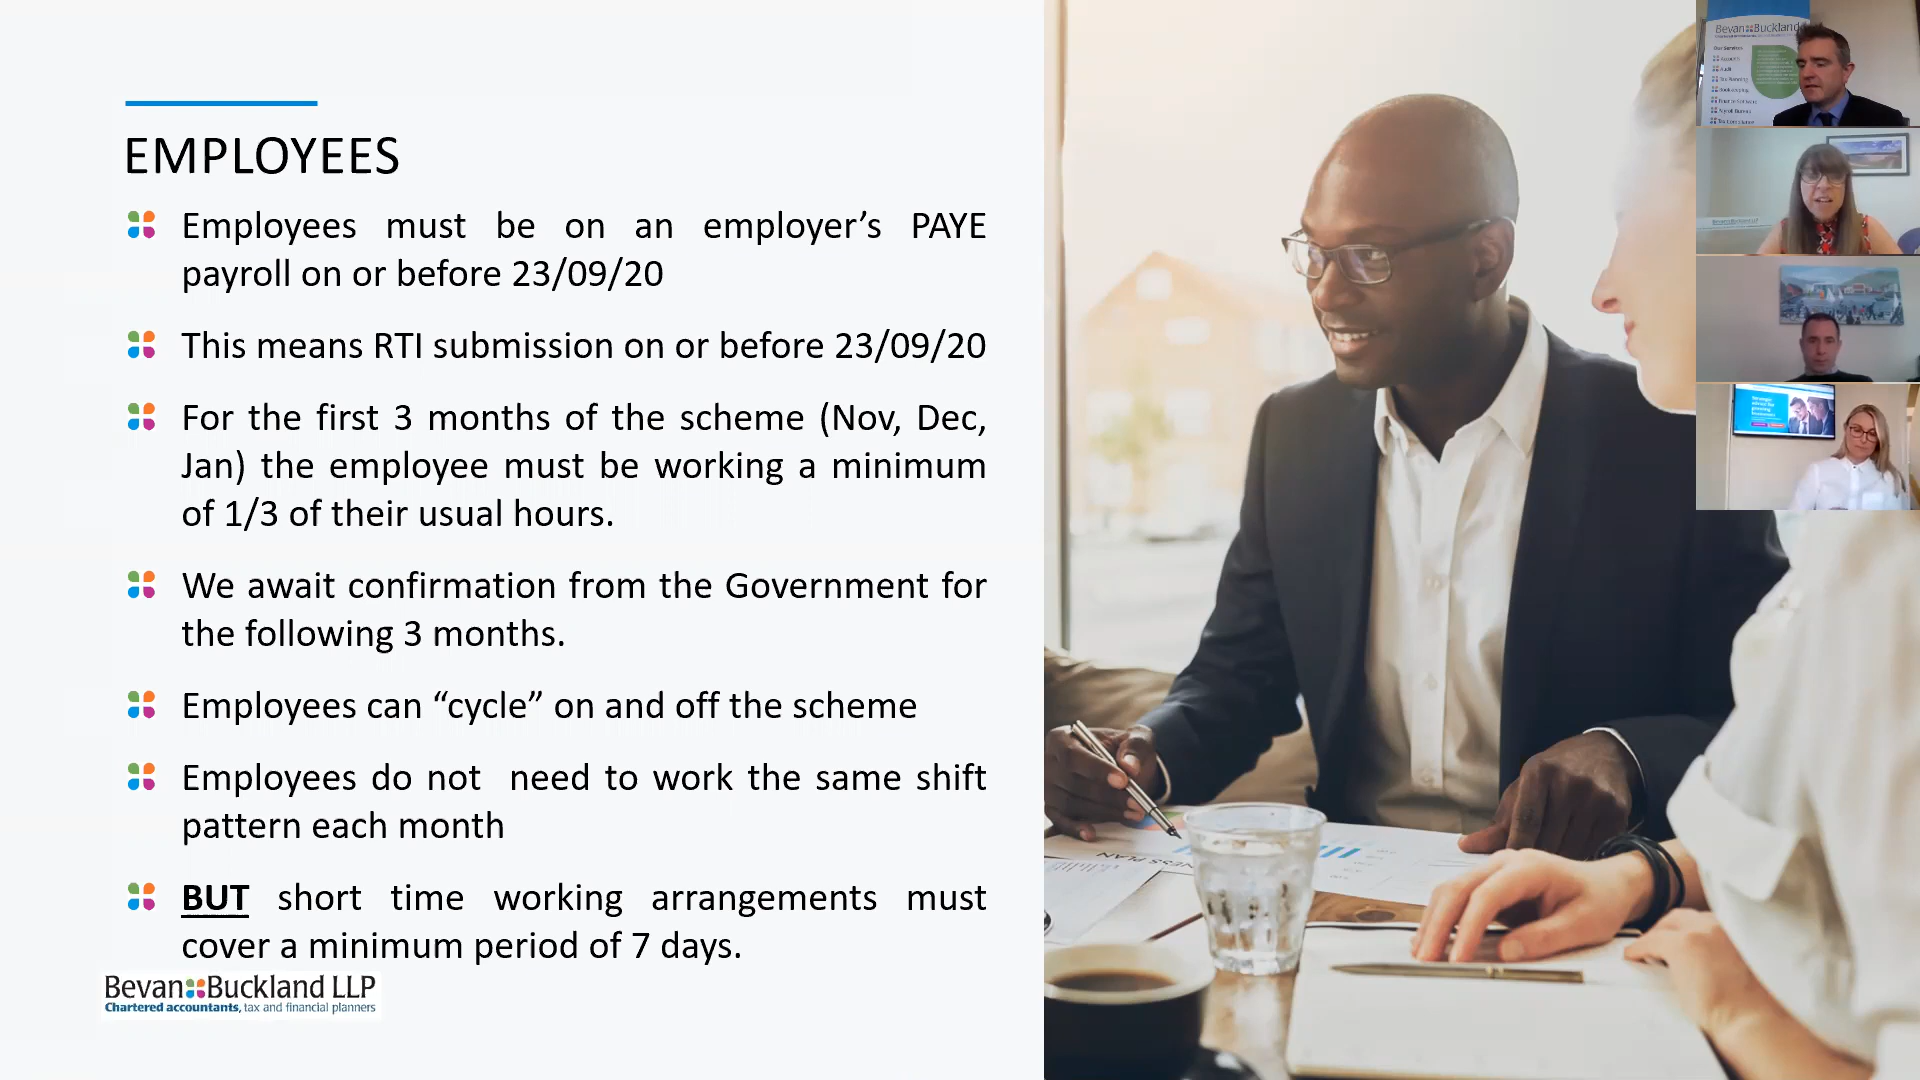 EMPLOYEES
Employees must be on an employer’s PAYE
payroll on or before 23/09/20
This means RTI submission on or before 23/09/20
For the first 3 months of the scheme (Nov, Dec,
Jan) the employee must be working a minimum
of 1/3 of their usual hours.
We await confirmation from the Government for
the following 3 months.
Employees can “cycle” on and off the scheme
Employees do not  need to work the same shift
pattern each month
BUT short time working arrangements must
cover a minimum period of 7 days.
Bevan Buckland LLP
Chartered accountants, tax and financial planners
Bevan Buckland
PLAN